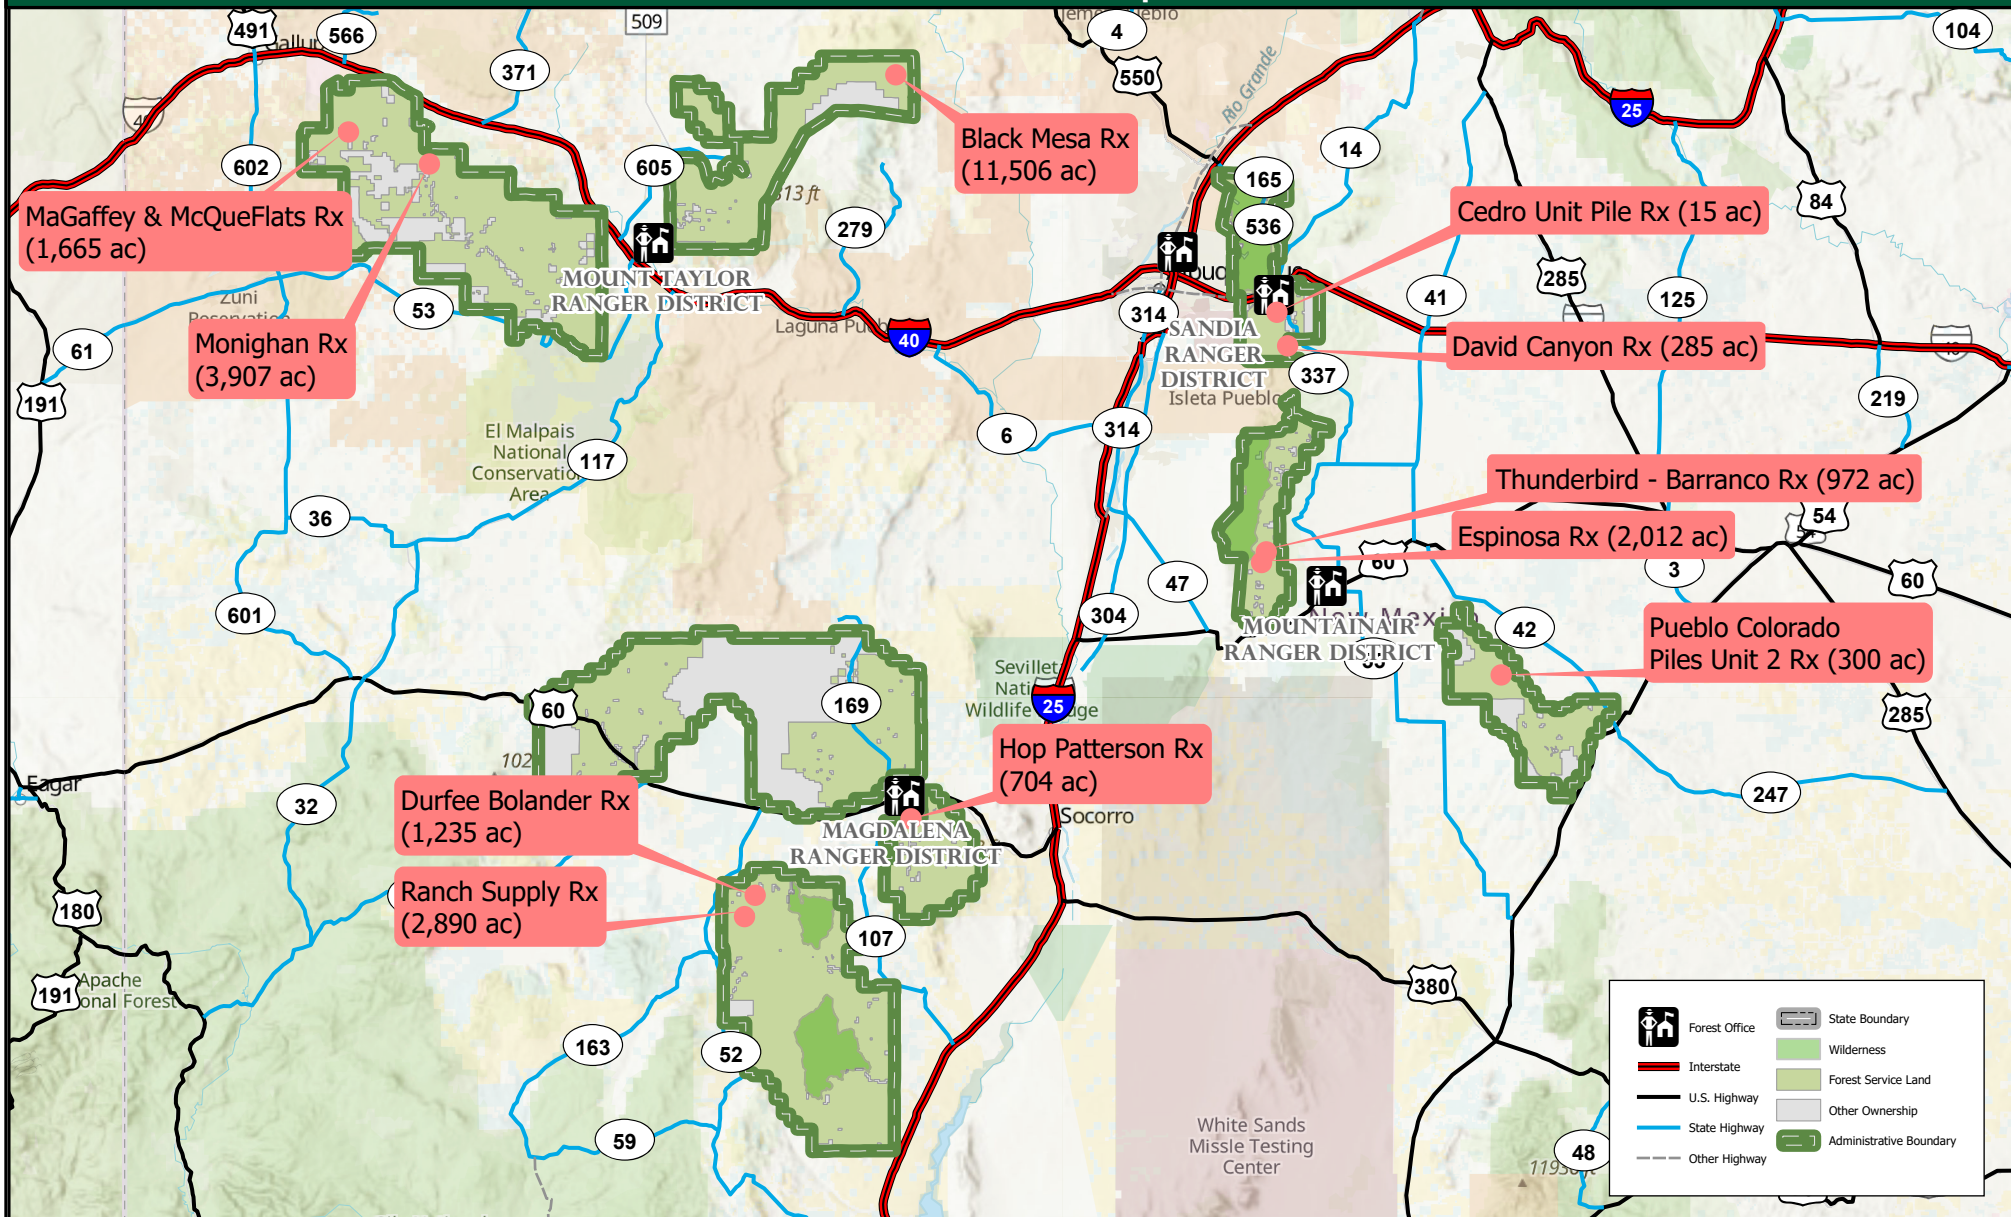 491
566
509
4
104
371
550
Rio Grande
25
14
602
605
165
84
Black Mesa Rx
(11,506 ac)
MaGaffey & McQueFlats Rx
(1,665 ac)
Cedro Unit Pile Rx (15 ac)
536
279
285
MOUNT TAYLOR
RANGER DISTRICT
Zuni
Reservation
53
41
125
314
61
Laguna Pueblo
40
SANDIA
RANGER
DISTRICT
David Canyon Rx (285 ac)
Monighan Rx
(3,907 ac)
337
Isleta Pueblo
191
219
El Malpais
National
Conservation
Area
6
314
117
Thunderbird - Barranco Rx (972 ac)
36
54
Espinosa Rx (2,012 ac)
60
3
60
47
601
304
New Mexico
MOUNTAINAIR
RANGER DISTRICT
42
Pueblo Colorado
Piles Unit 2 Rx (300 ac)
55
60
169
25
285
Hop Patterson Rx
(704 ac)
Eagar
Durfee Bolander Rx
(1,235 ac)
32
247
Socorro
MAGDALENA
RANGER DISTRICT
Ranch Supply Rx
(2,890 ac)
180
107
Apache
191
380
163
52
59
White Sands
Missle Testing
Center
48
Forest Office
Interstate
U.S. Highway
State Highway
Other Highway
State Boundary
Wilderness
Forest Service Land
Other Ownership
Administrative Boundary